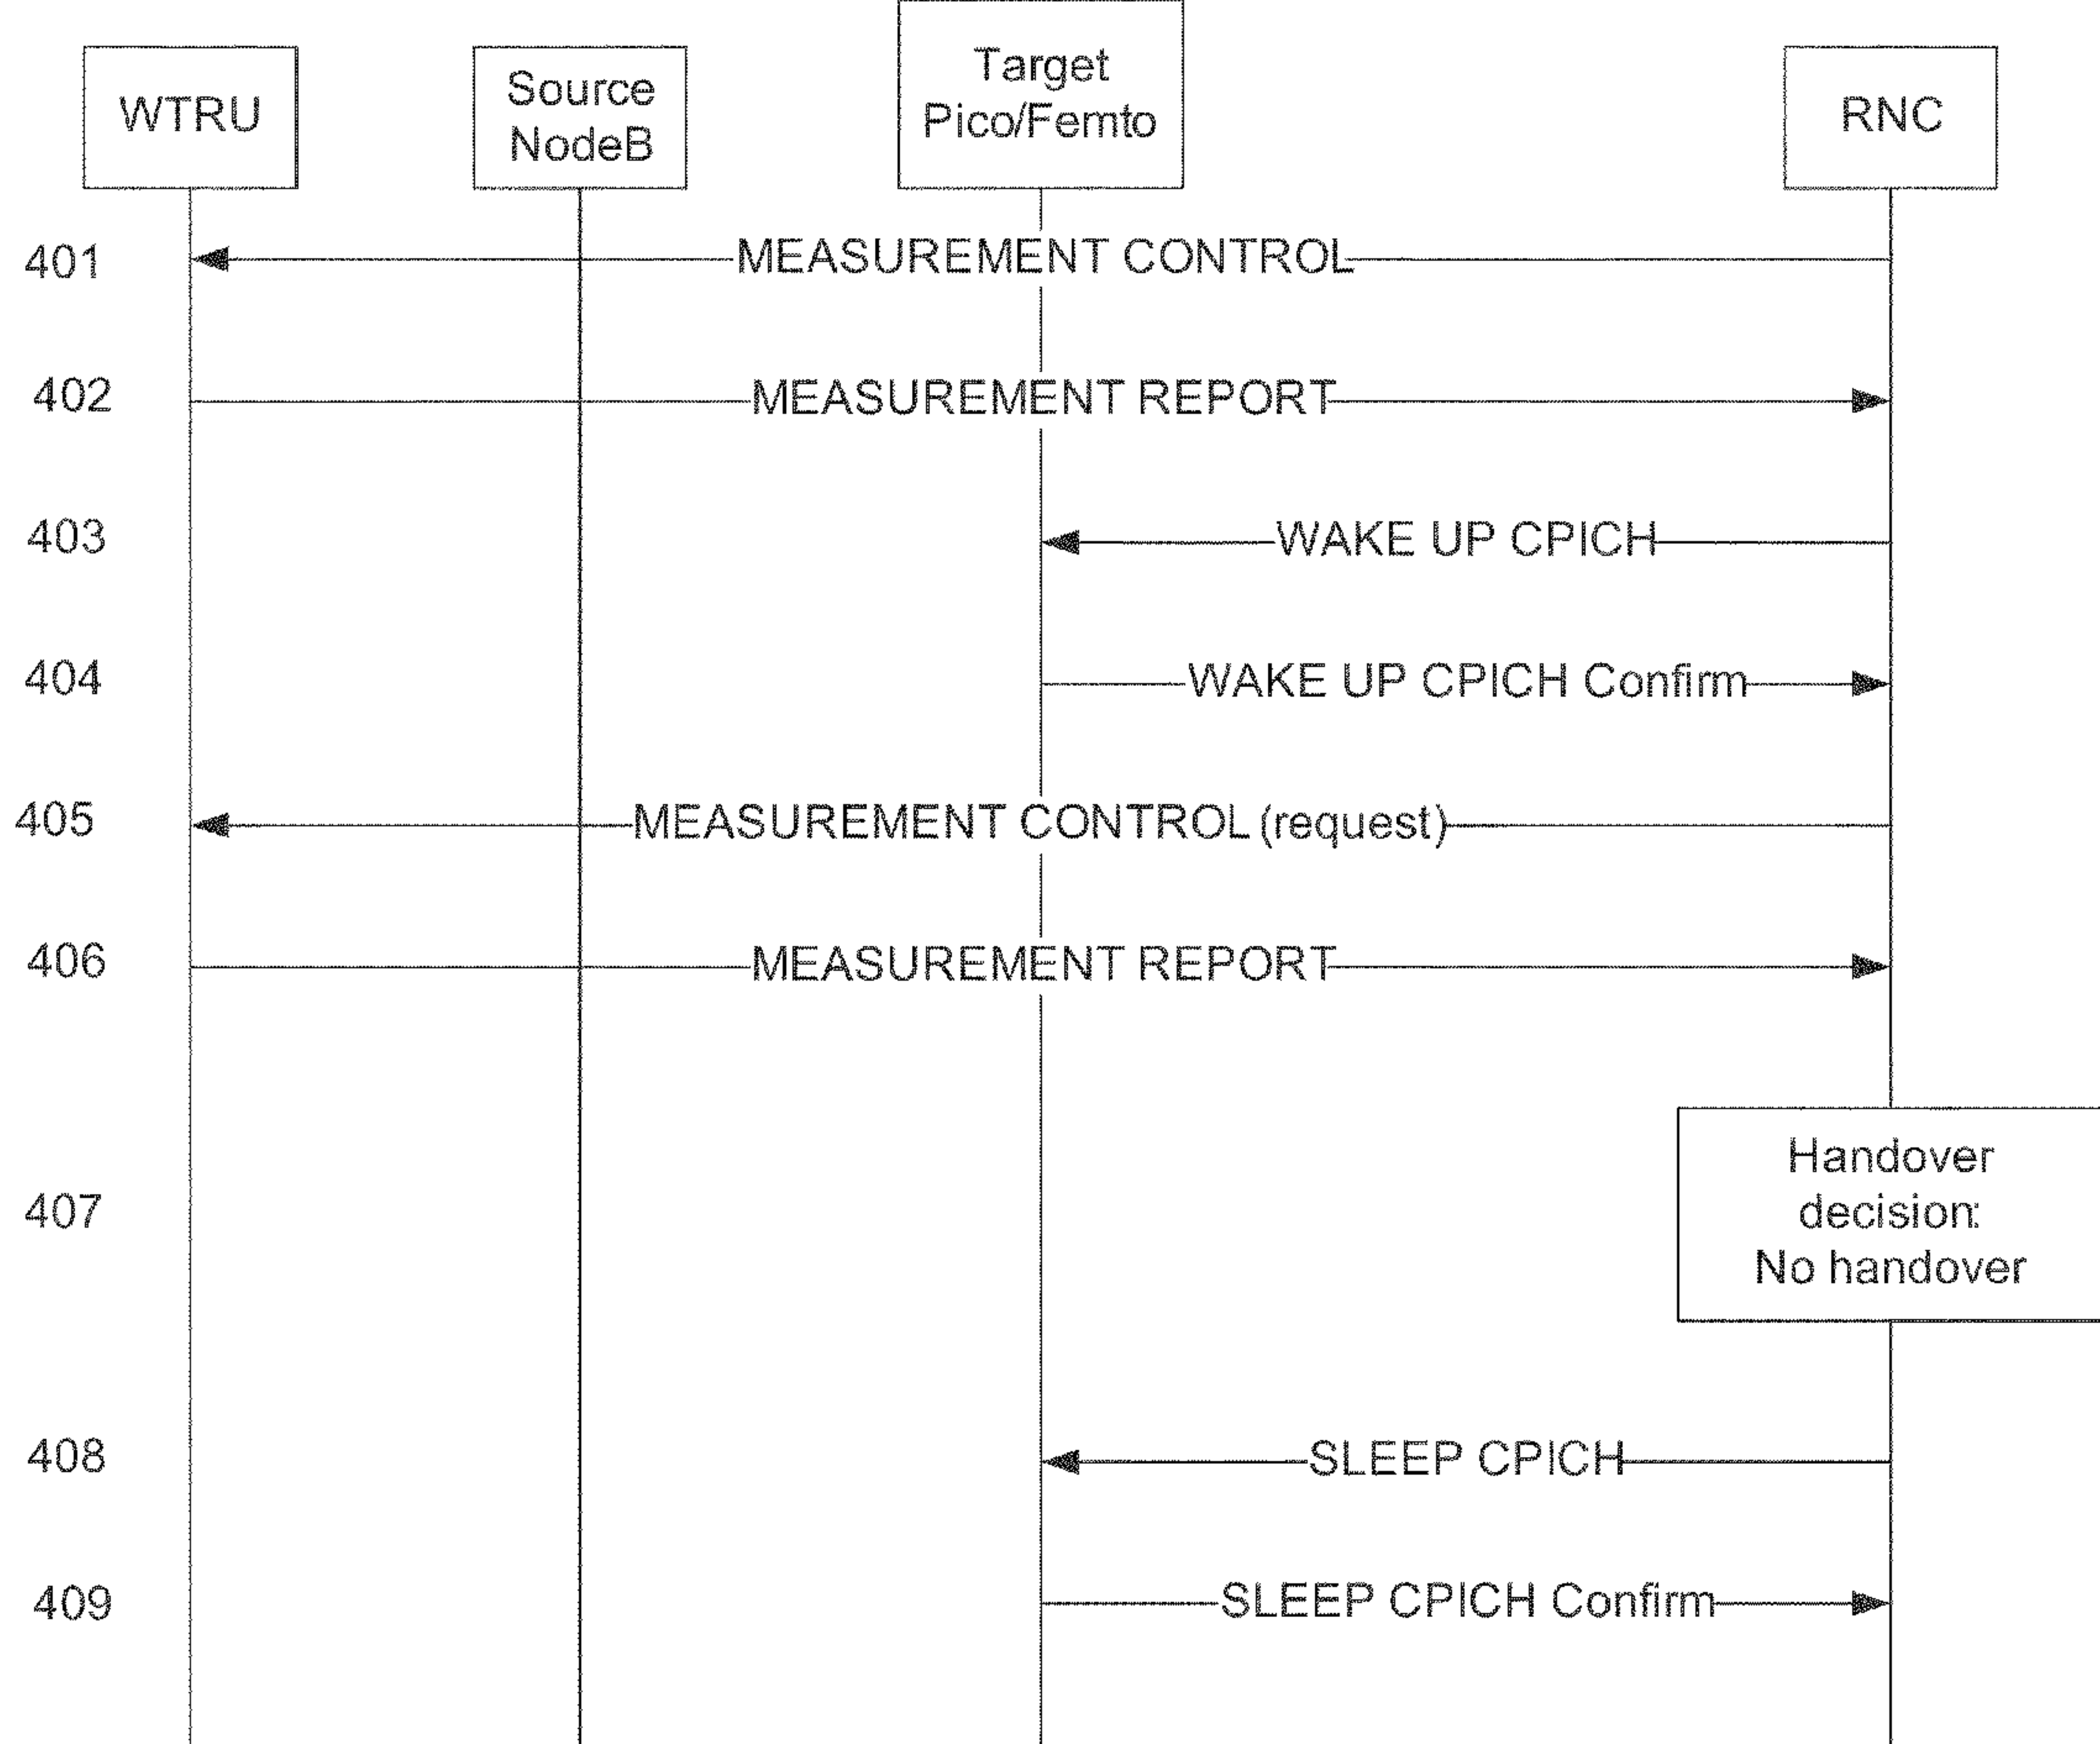 WTRU
Source
NodeB
Target
Pico/Femto
RNC
401
MEASUREMENT CONTROL
402
MEASUREMENT REPORT
403
WAKE UP CPICH
404
WAKE UP CPICH Confirm
405
MEASUREMENT CONTROL (request)
406
MEASUREMENT REPORT
407
Handover
decision:
No handover
408
SLEEP CPICH
409
SLEEP CPICH Confirm